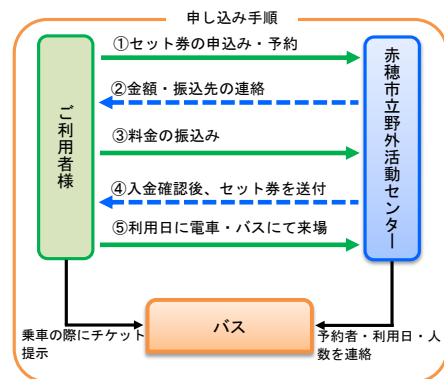 申し込み手順
①セット券の申込み・予約
②金額・振込先の連絡
③料金の振込み
④入金確認後、セット券を送付
⑤利用日に電車・バスにて来場
ご利用者様
赤穂市立野外活動センター
バス
乗車の際にチケット
提示
予約者・利用日・人
数を連絡